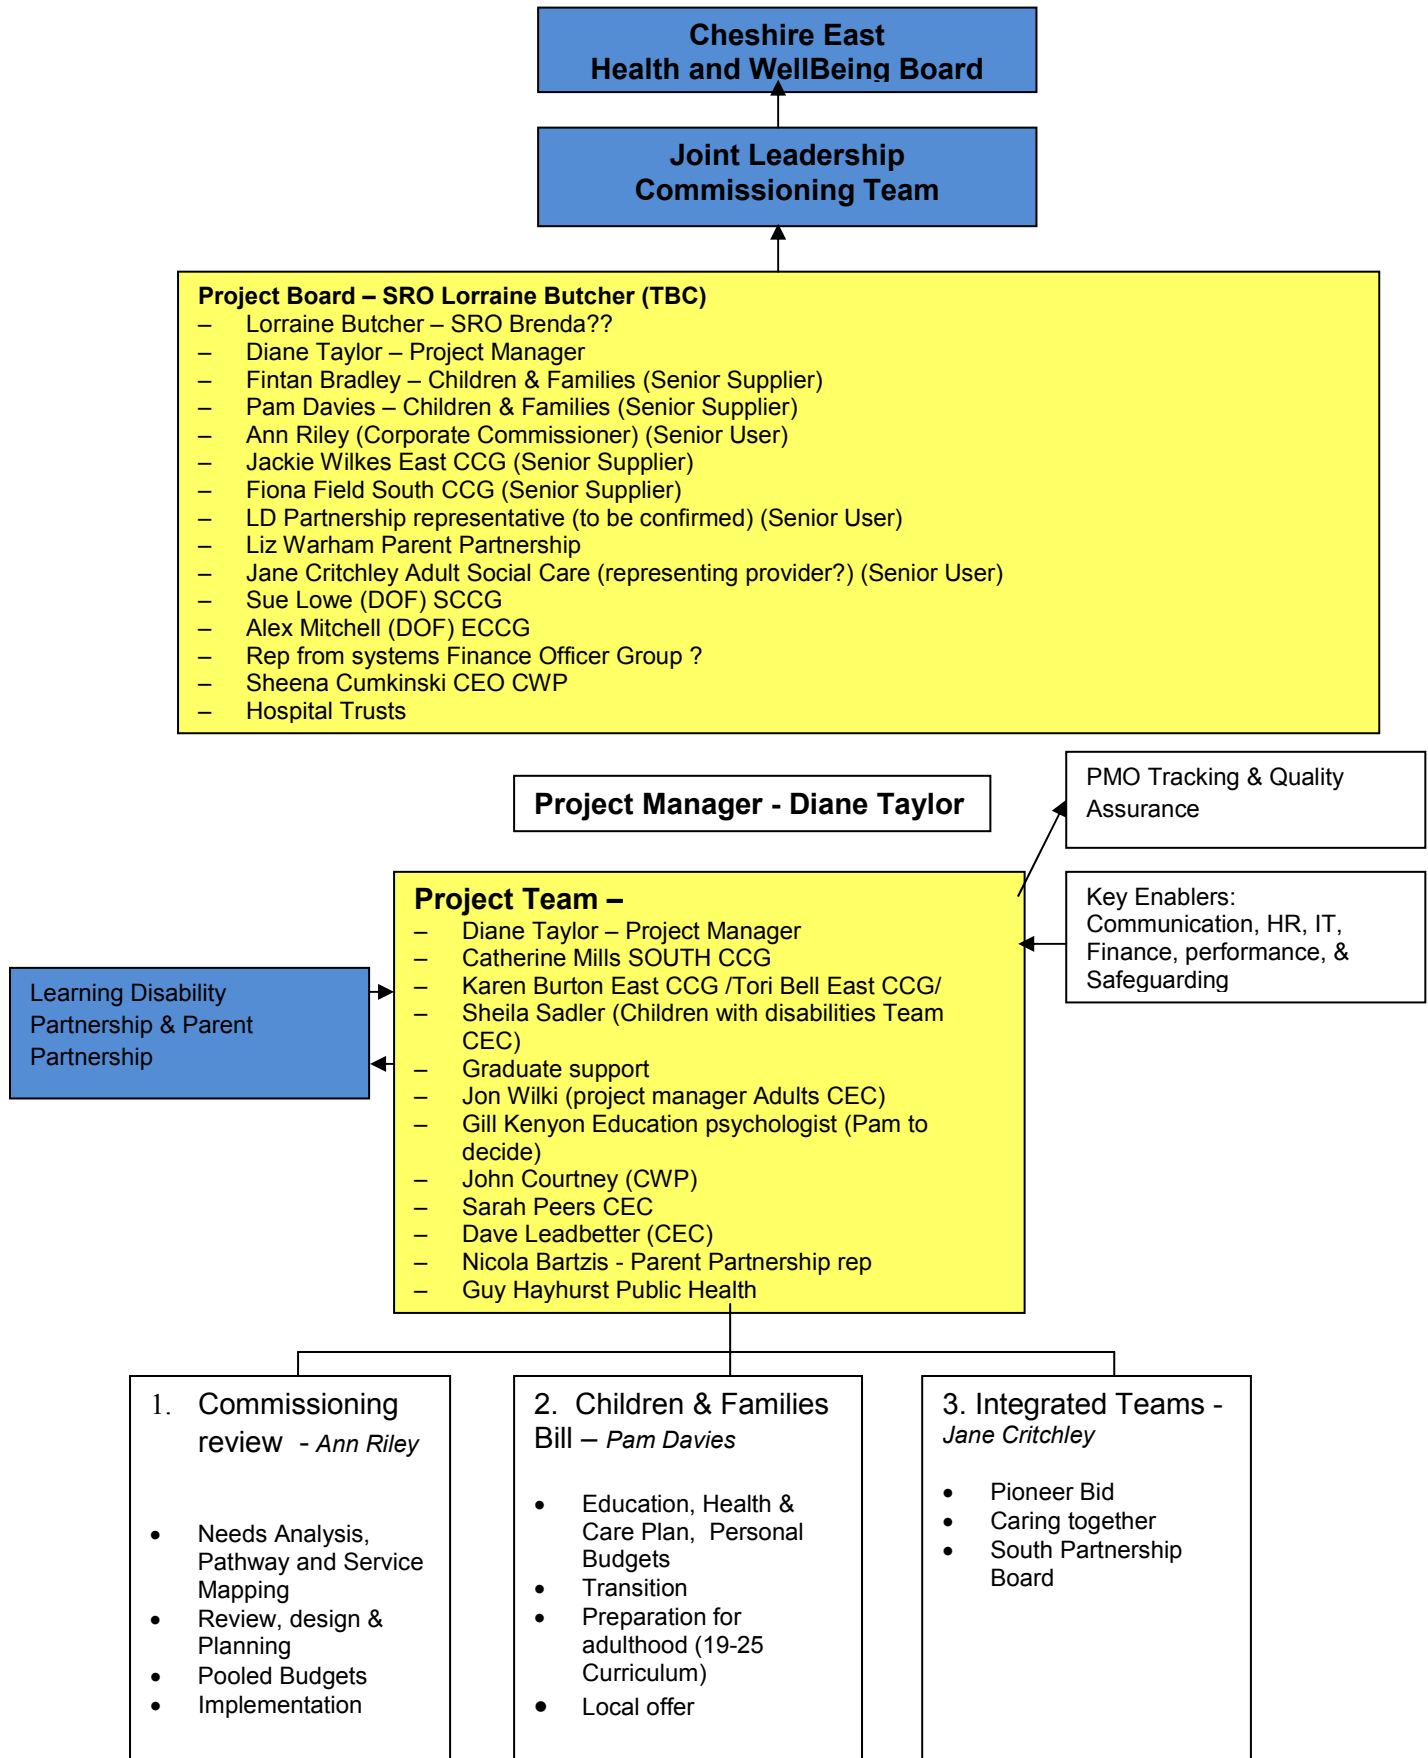 Cheshire East
Health and WellBeing Board
Joint Leadership
Commissioning Team
Project Board – SRO Lorraine Butcher (TBC)
– Lorraine Butcher – SRO Brenda??
– Diane Taylor – Project Manager
– Fintan Bradley – Children & Families (Senior Supplier)
– Pam Davies – Children & Families (Senior Supplier)
– Ann Riley (Corporate Commissioner) (Senior User)
– Jackie Wilkes East CCG (Senior Supplier)
– Fiona Field South CCG (Senior Supplier)
– LD Partnership representative (to be confirmed) (Senior User)
– Liz Warham Parent Partnership
– Jane Critchley Adult Social Care (representing provider?) (Senior User)
– Sue Lowe (DOF) SCCG
– Alex Mitchell (DOF) ECCG
– Rep from systems Finance Officer Group ?
– Sheena Cumkinski CEO CWP
– Hospital Trusts
Project Manager - Diane Taylor
PMO Tracking & Quality
Assurance
Key Enablers:
Communication, HR, IT,
Finance, performance, &
Safeguarding
Project Team –
– Diane Taylor – Project Manager
– Catherine Mills SOUTH CCG
– Karen Burton East CCG /Tori Bell East CCG/
– Sheila Sadler (Children with disabilities Team
CEC)
– Graduate support
– Jon Wilki (project manager Adults CEC)
– Gill Kenyon Education psychologist (Pam to
decide)
– John Courtney (CWP)
– Sarah Peers CEC
– Dave Leadbetter (CEC)
– Nicola Bartzis - Parent Partnership rep
– Guy Hayhurst Public Health
Learning Disability
Partnership & Parent
Partnership
1. Commissioning
review - Ann Riley
• Needs Analysis,
Pathway and Service
Mapping
• Review, design &
Planning
• Pooled Budgets
• Implementation
2. Children & Families
Bill – Pam Davies
• Education, Health &
Care Plan, Personal
Budgets
• Transition
• Preparation for
adulthood (19-25
Curriculum)
• Local offer
3. Integrated Teams -
Jane Critchley
• Pioneer Bid
• Caring together
• South Partnership
Board